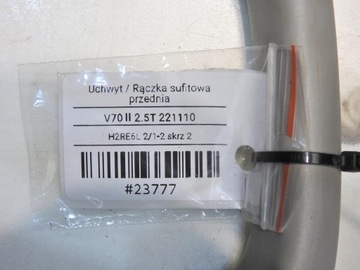 Uchwyt / Rączka sufitowa
przednia
V70 II 2.5T 221110
H2RE6L 2/1-2 skrz 2
#23777